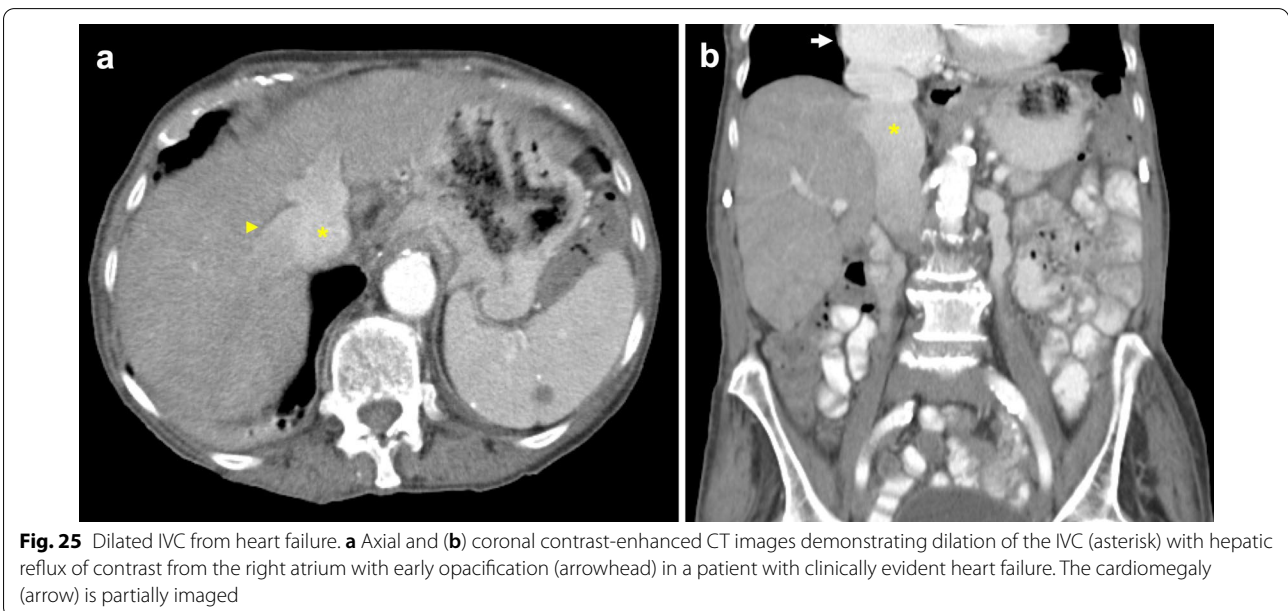 a
b
*
*
Fig. 25 Dilated IVC from heart failure. a Axial and (b) coronal contrast-enhanced CT images demonstrating dilation of the IVC (asterisk) with hepatic
reflux of contrast from the right atrium with early opacification (arrowhead) in a patient with clinically evident heart failure. The cardiomegaly
(arrow) is partially imaged